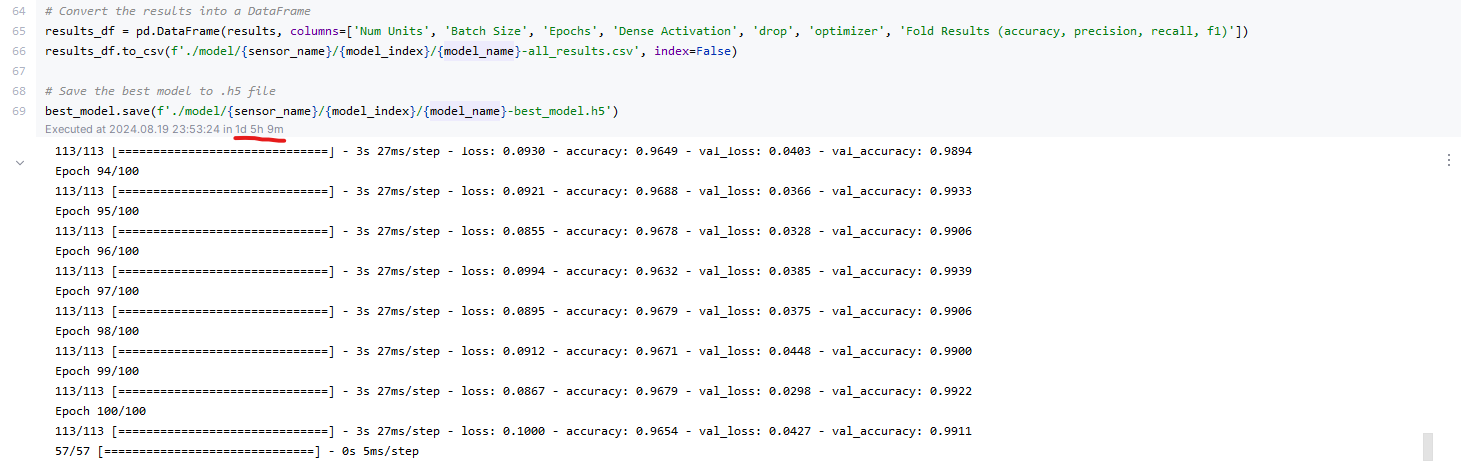 64 # Convert the results into a DataFrame
65 results_df = pd.DataFrame(results, columns=['Num Units', 'Batch Size', 'Epochs', 'Dense Activation', 'drop', 'optimizer', 'Fold Results (accuracy, precision, recall, f1)'])
66 results_df.to_csv(f'./model/{sensor_name}/{model_index}/{model_name}-all_results.csv', index=False)
67
68 # Save the best model to .h5 file
69 best_model.save(f'./model/{sensor_name}/{model_index}/{model_name}-best_model.h5')
Executed at 2024.08.19 23:53:24 in 1d 5h 9m
113/113 [==============================] - 3s 27ms/step - loss: 0.0930 - accuracy: 0.9649 - val_loss: 0.0403 - val_accuracy: 0.9894
Epoch 94/100
113/113 [==============================] - 3s 27ms/step - loss: 0.0921 - accuracy: 0.9688 - val_loss: 0.0366 - val_accuracy: 0.9933
Epoch 95/100
113/113 [==============================] - 3s 27ms/step - loss: 0.0855 - accuracy: 0.9678 - val_loss: 0.0328 - val_accuracy: 0.9906
Epoch 96/100
113/113 [==============================] - 3s 27ms/step - loss: 0.0994 - accuracy: 0.9632 - val_loss: 0.0385 - val_accuracy: 0.9939
Epoch 97/100
113/113 [==============================] - 3s 27ms/step - loss: 0.0895 - accuracy: 0.9679 - val_loss: 0.0375 - val_accuracy: 0.9906
Epoch 98/100
113/113 [==============================] - 3s 27ms/step - loss: 0.0912 - accuracy: 0.9671 - val_loss: 0.0448 - val_accuracy: 0.9900
Epoch 99/100
113/113 [==============================] - 3s 27ms/step - loss: 0.0867 - accuracy: 0.9679 - val_loss: 0.0298 - val_accuracy: 0.9922
Epoch 100/100
113/113 [==============================] - 3s 27ms/step - loss: 0.1000 - accuracy: 0.9654 - val_loss: 0.0427 - val_accuracy: 0.9911
57/57 [==============================] - 0s 5ms/step